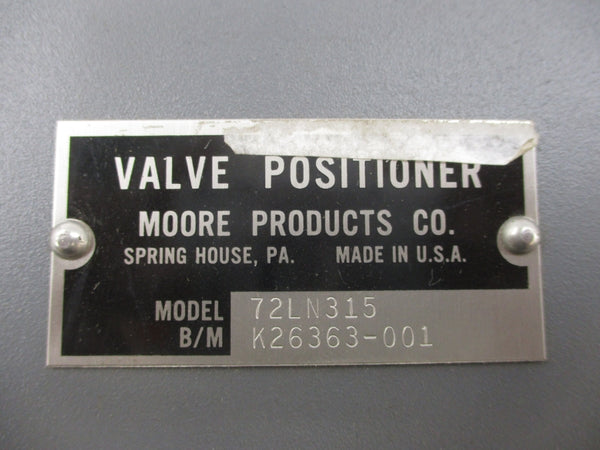 VALVE POSITIONER
MOORE PRODUCTS CO.
SPRING HOUSE, PA. MADE IN U.S.A.
MODEL 72LN315
B/M K26363-001